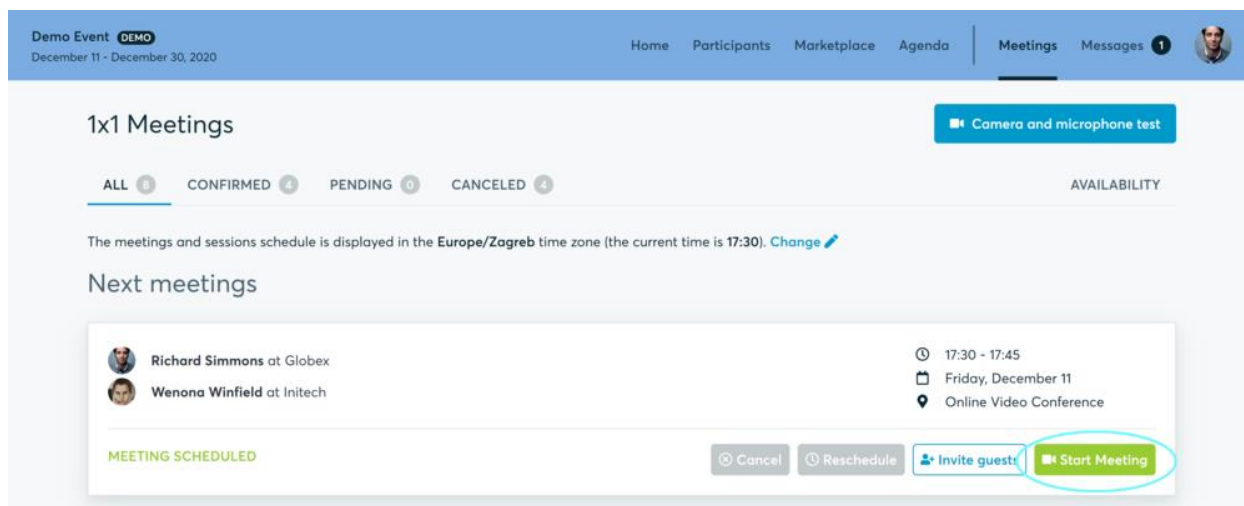 Demo Event DEMO
December 11 - December 30, 2020
Home Participants Marketplace Agenda Meetings Messages 1
1x1 Meetings
Camera and microphone test
ALL 8 CONFIRMED 4 PENDING 0 CANCELED 4 AVAILABILITY
The meetings and sessions schedule is displayed in the Europe/Zagreb time zone (the current time is 17:30). Change
Next meetings
Richard Simmons at Globex
Wenona Winfield at Initech
17:30 - 17:45
Friday, December 11
Online Video Conference
MEETING SCHEDULED
Cancel Reschedule Invite guests Start Meeting